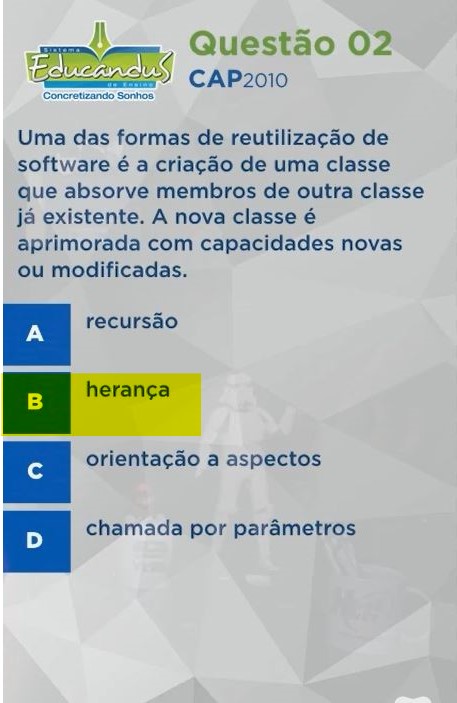 Sistema
Educandus
de Ensino
Concretizando Sonhos
Questão 02
CAP2010
Uma das formas de reutilização de
software é a criação de uma classe
que absorve membros de outra classe
já existente. A nova classe é
aprimorada com capacidades novas
ou modificadas.
A recursão
B herança
C orientação a aspectos
D chamada por parâmetros